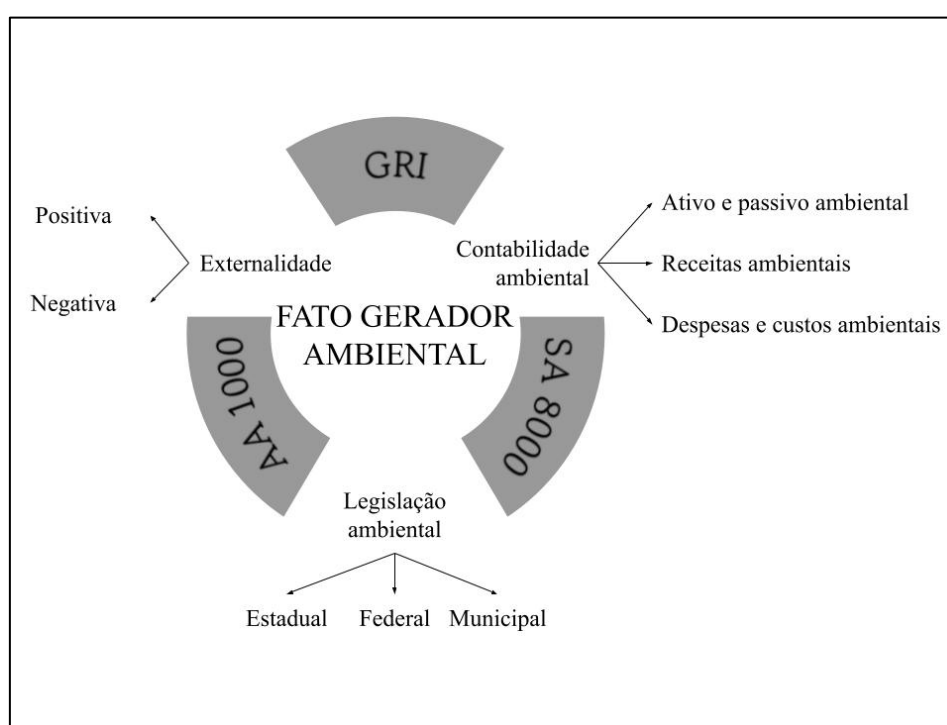 GRI
Positiva
Externalidade
Negativa
Contabilidade
ambiental
Ativo e passivo ambiental
Receitas ambientais
Despesas e custos ambientais
FATO GERADOR
AMBIENTAL
AA 1000
SA 8000
Legislação
ambiental
Estadual
Federal
Municipal